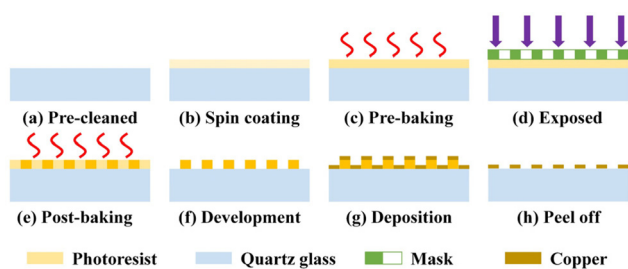 (a) Pre-cleaned
(b) Spin coating
(c) Pre-baking
(d) Exposed
(e) Post-baking
(f) Development
(g) Deposition
(h) Peel off
Photoresist
Quartz glass
Mask
Copper